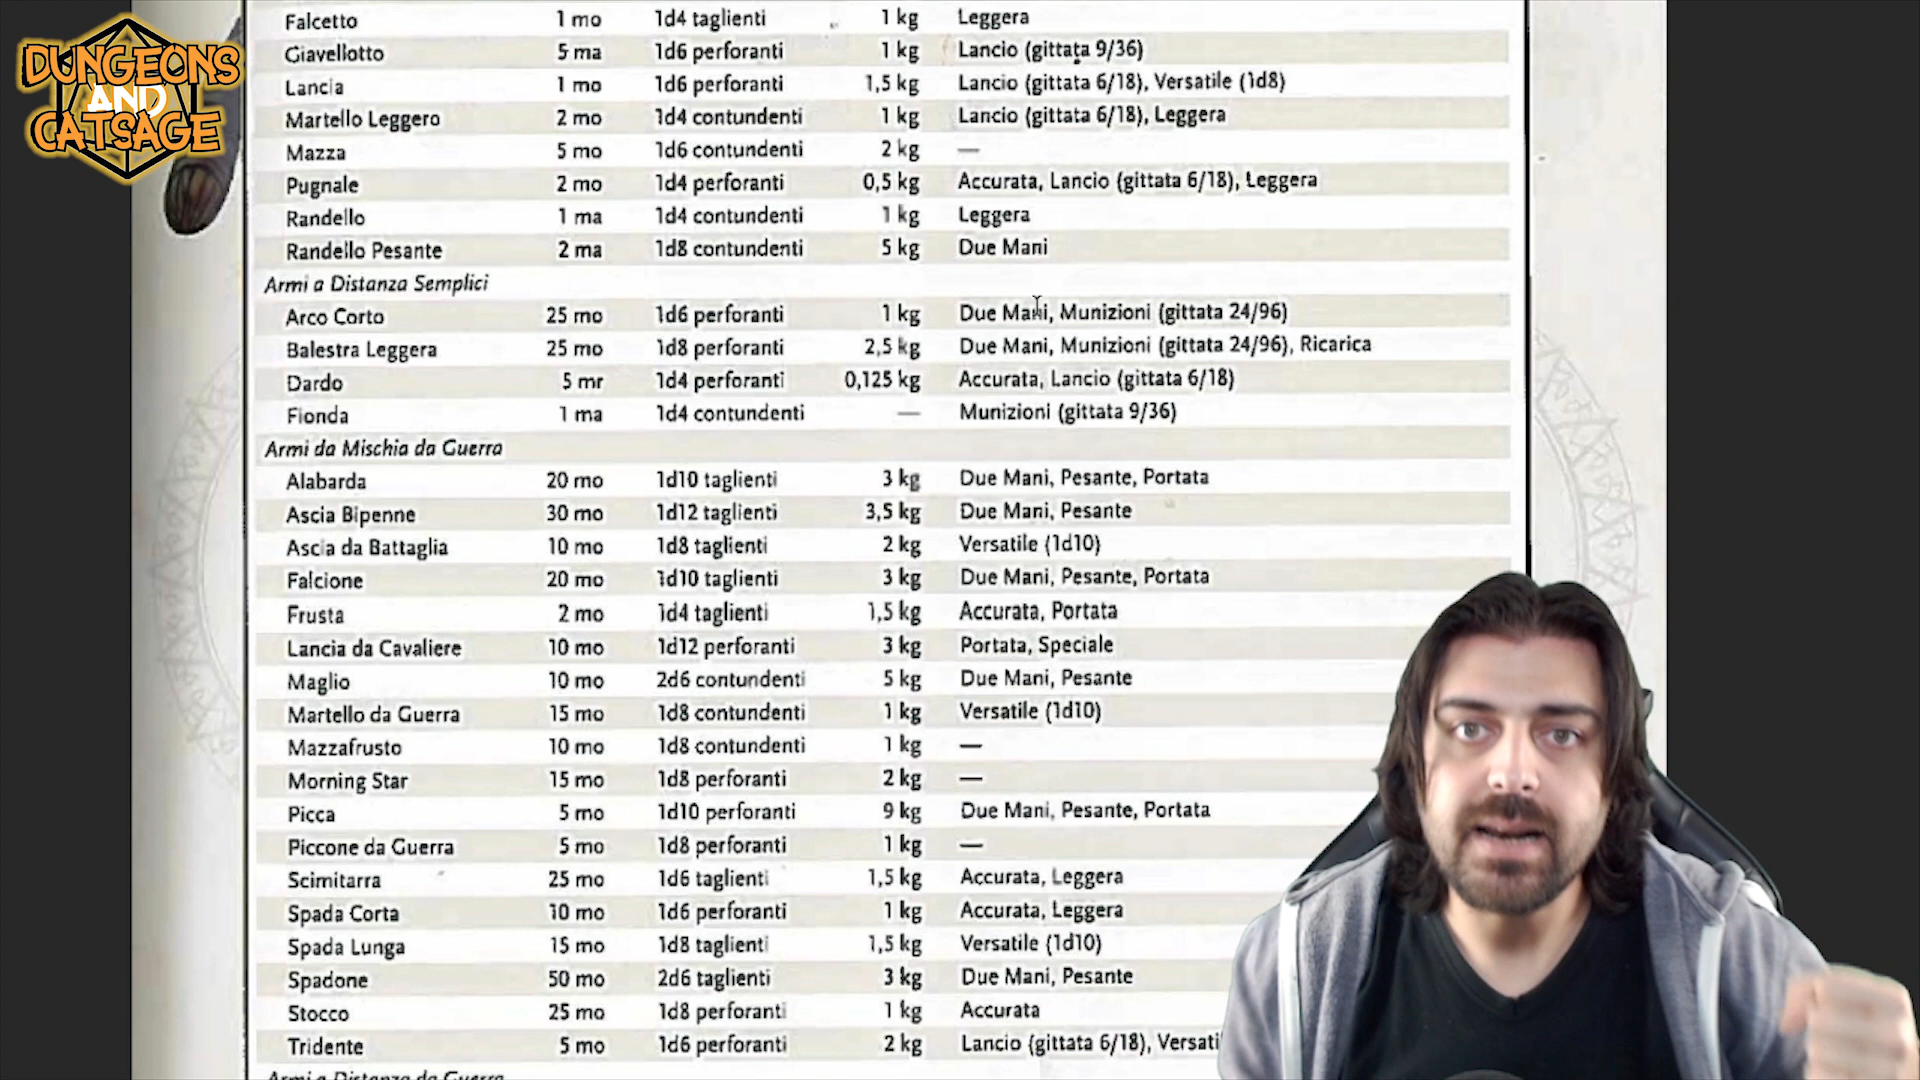 DUNGEONS
AND
CATSAGE
Falcetto 1 mo 1d4 taglienti 1 kg Leggera
Giavellotto 5 ma 1d6 perforanti 1 kg Lancio (gittata 9/36)
Lancia 1 mo 1d6 perforanti 1,5 kg Lancio (gittata 6/18), Versatile (1d8)
Martello Leggero 2 mo 1d4 contundenti 1 kg Lancio (gittata 6/18), Leggera
Mazza 5 mo 1d6 contundenti 2 kg —
Pugnale 2 mo 1d4 perforanti 0,5 kg Accurata, Lancio (gittata 6/18), Leggera
Randello 1 ma 1d4 contundenti 1 kg Leggera
Randello Pesante 2 ma 1d8 contundenti 5 kg Due Mani
Armi a Distanza Semplici
Arco Corto 25 mo 1d6 perforanti 1 kg Due Mani, Munizioni (gittata 24/96)
Balestra Leggera 25 mo 1d8 perforanti 2,5 kg Due Mani, Munizioni (gittata 24/96), Ricarica
Dardo 5 mr 1d4 perforanti 0,125 kg Accurata, Lancio (gittata 6/18)
Fionda 1 ma 1d4 contundenti — Munizioni (gittata 9/36)
Armi da Mischia da Guerra
Alabarda 20 mo 1d10 taglienti 3 kg Due Mani, Pesante, Portata
Ascia Bipenne 30 mo 1d12 taglienti 3,5 kg Due Mani, Pesante
Ascia da Battaglia 10 mo 1d8 taglienti 2 kg Versatile (1d10)
Falcione 20 mo 1d10 taglienti 3 kg Due Mani, Pesante, Portata
Frusta 2 mo 1d4 taglienti 1,5 kg Accurata, Portata
Lancia da Cavaliere 10 mo 1d12 perforanti 3 kg Portata, Speciale
Maglio 10 mo 2d6 contundenti 5 kg Due Mani, Pesante
Martello da Guerra 15 mo 1d8 contundenti 1 kg Versatile (1d10)
Mazzafrusto 10 mo 1d8 contundenti 1 kg —
Morning Star 15 mo 1d8 perforanti 2 kg —
Picca 5 mo 1d10 perforanti 9 kg Due Mani, Pesante, Portata
Piccone da Guerra 5 mo 1d8 perforanti 1 kg —
Scimitarra 25 mo 1d6 taglienti 1,5 kg Accurata, Leggera
Spada Corta 10 mo 1d6 perforanti 1 kg Accurata, Leggera
Spada Lunga 15 mo 1d8 taglienti 1,5 kg Versatile (1d10)
Spadone 50 mo 2d6 taglienti 3 kg Due Mani, Pesante
Stocco 25 mo 1d8 perforanti 1 kg Accurata
Tridente 5 mo 1d6 perforanti 2 kg Lancio (gittata 6/18), Versati
Armi a Distanza da Guerra